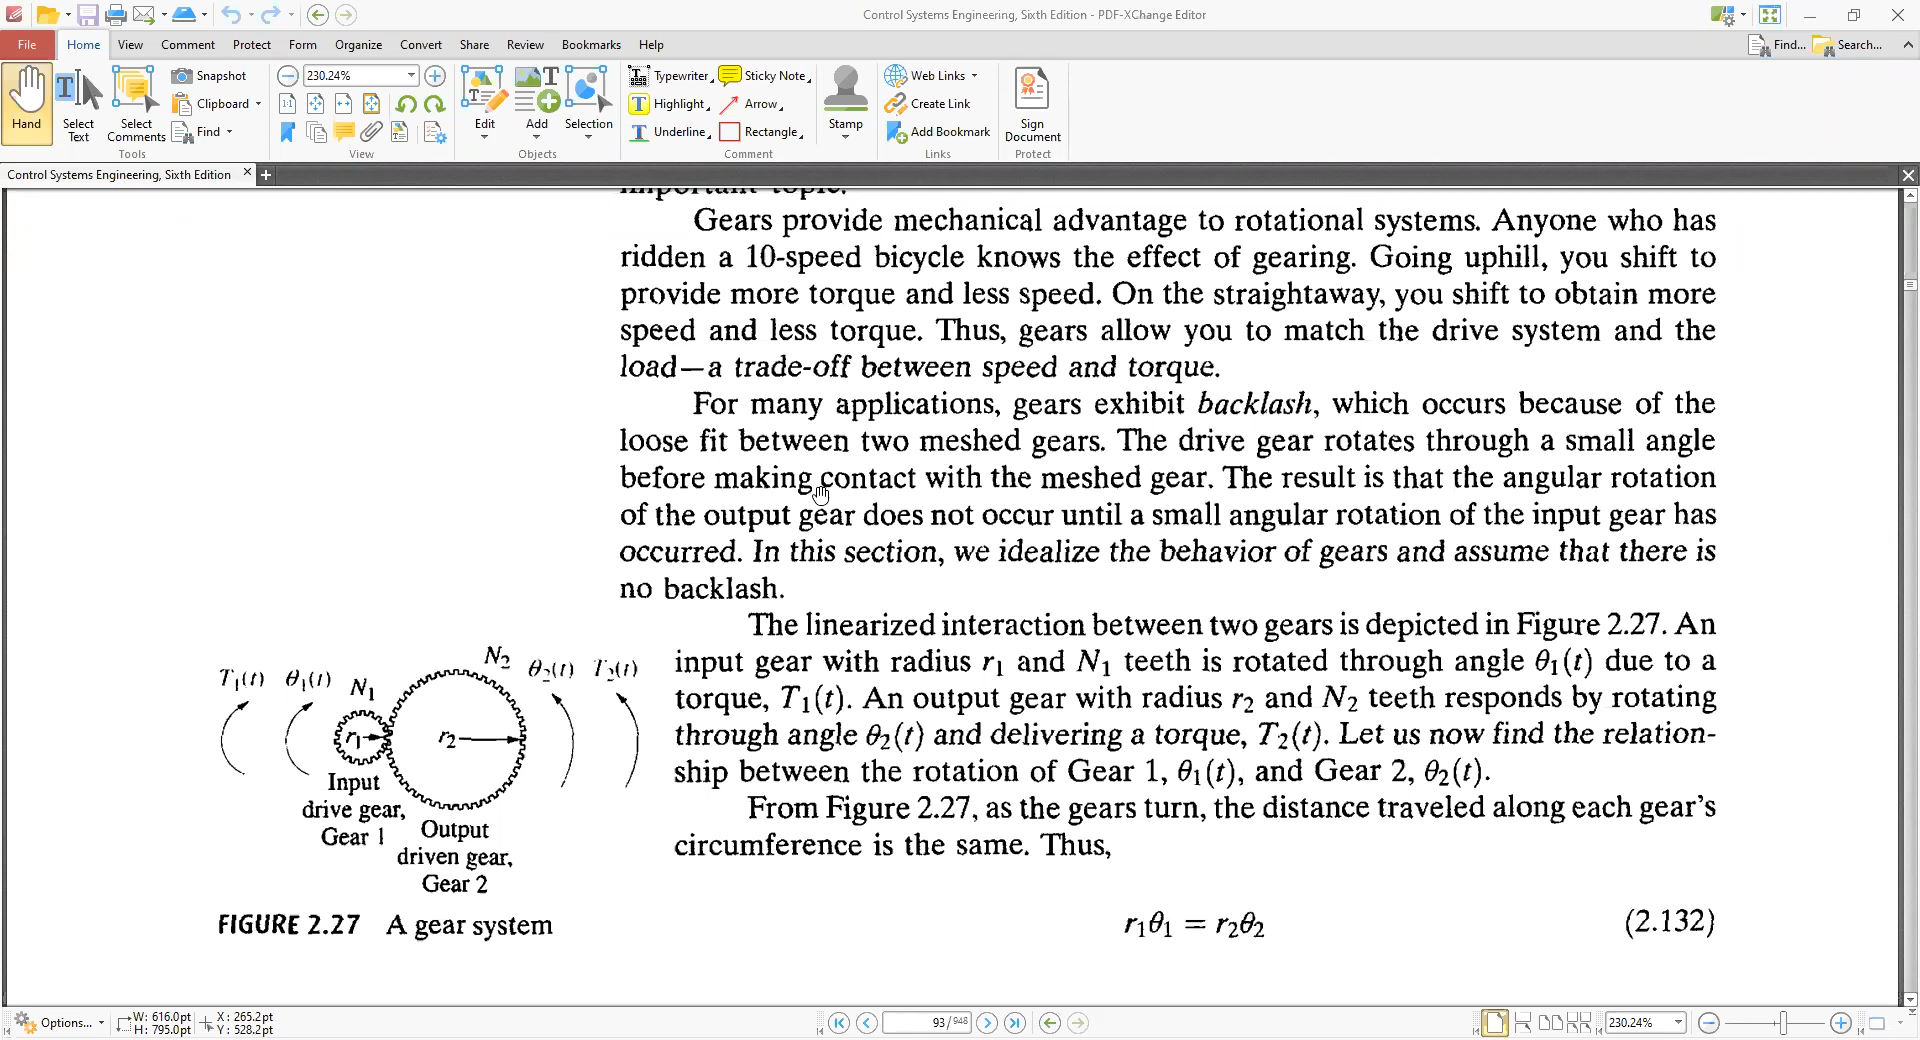 Control Systems Engineering, Sixth Edition - PDF-XChange Editor
File Home View Comment Protect Form Organize Convert Share Review Bookmarks Help
Find... Search...
Hand
Select Text
Select Comments
Snapshot
Clipboard
Find
Tools
230.24%
1:1
View
Edit
Add
Selection
Objects
Typewriter
Sticky Note
Highlight
Arrow
Underline
Rectangle
Stamp
Comment
Web Links
Create Link
Add Bookmark
Links
Sign Document
Protect
Control Systems Engineering, Sixth Edition
important topic.
Gears provide mechanical advantage to rotational systems. Anyone who has
ridden a 10-speed bicycle knows the effect of gearing. Going uphill, you shift to
provide more torque and less speed. On the straightaway, you shift to obtain more
speed and less torque. Thus, gears allow you to match the drive system and the
load—a trade-off between speed and torque.
For many applications, gears exhibit backlash, which occurs because of the
loose fit between two meshed gears. The drive gear rotates through a small angle
before making contact with the meshed gear. The result is that the angular rotation
of the output gear does not occur until a small angular rotation of the input gear has
occurred. In this section, we idealize the behavior of gears and assume that there is
no backlash.
The linearized interaction between two gears is depicted in Figure 2.27. An
input gear with radius r₁ and N₁ teeth is rotated through angle θ₁(t) due to a
torque, T₁(t). An output gear with radius r₂ and N₂ teeth responds by rotating
through angle θ₂(t) and delivering a torque, T₂(t). Let us now find the relation-
ship between the rotation of Gear 1, θ₁(t), and Gear 2, θ₂(t).
From Figure 2.27, as the gears turn, the distance traveled along each gear's
circumference is the same. Thus,
r₁θ₁ = r₂θ₂ (2.132)
T₁(t) θ₁(t) N₁ N₂ θ₂(t) T₂(t)
r₁ r₂
Input
drive gear,
Gear 1
Output
driven gear,
Gear 2
FIGURE 2.27 A gear system
Options...
W: 616.0pt
H: 795.0pt
X: 265.2pt
Y: 528.2pt
93/948
230.24%